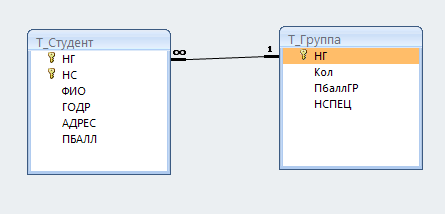 Т_Студент
НГ
НС
ФИО
ГОДР
АДРЕС
ПБАЛЛ
∞
1
Т_Группа
НГ
Кол
ПбаллГР
НСПЕЦ